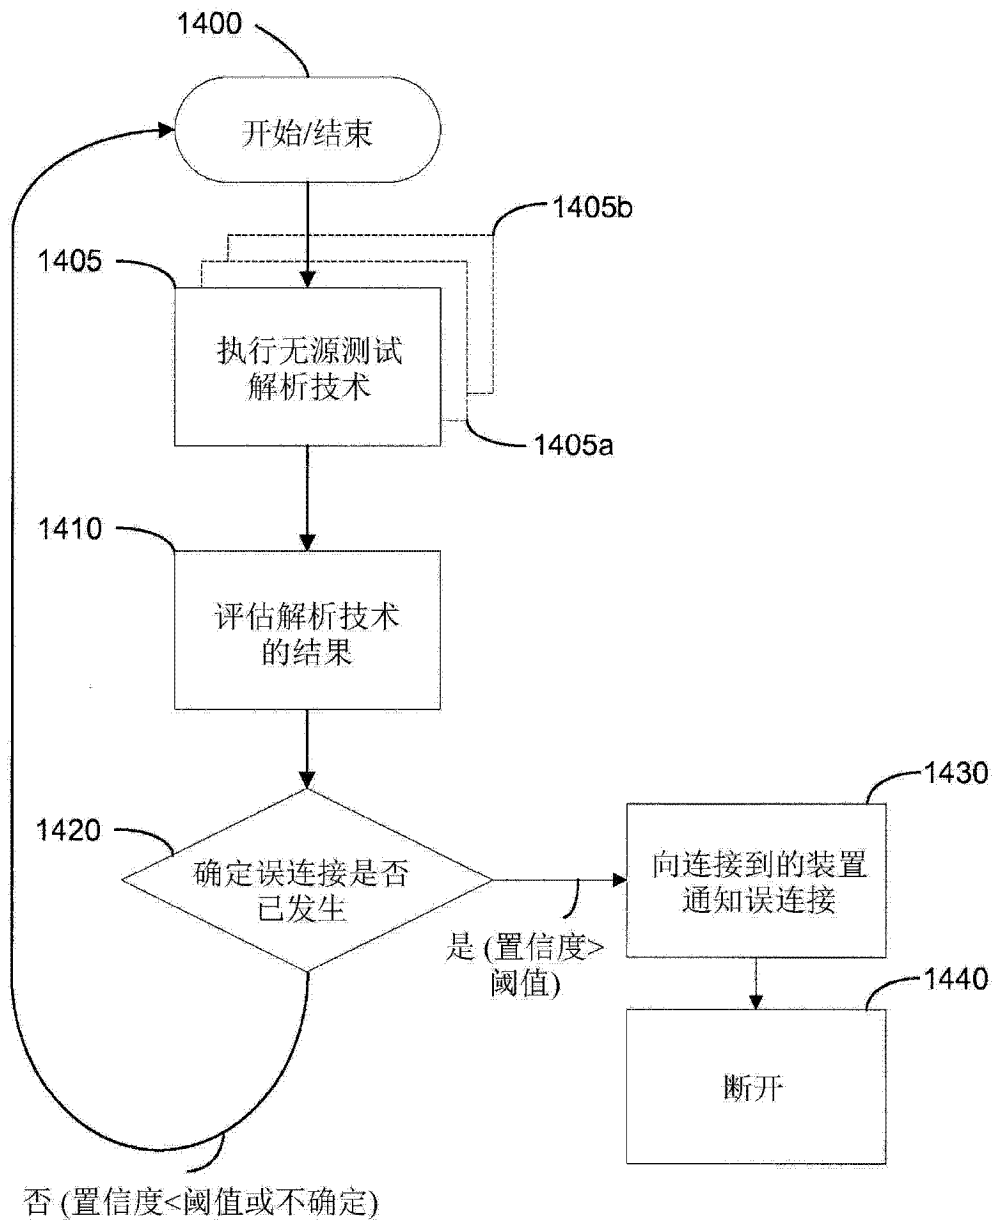 1400
开始/结束
1405b
1405
执行无源测试
解析技术
1405a
1410
评估解析技术
的结果
1430
1420
确定误连接是否
已发生
向连接到的装置
通知误连接
是 (置信度>
阈值)
1440
断开
否 (置信度<阈值或不确定)